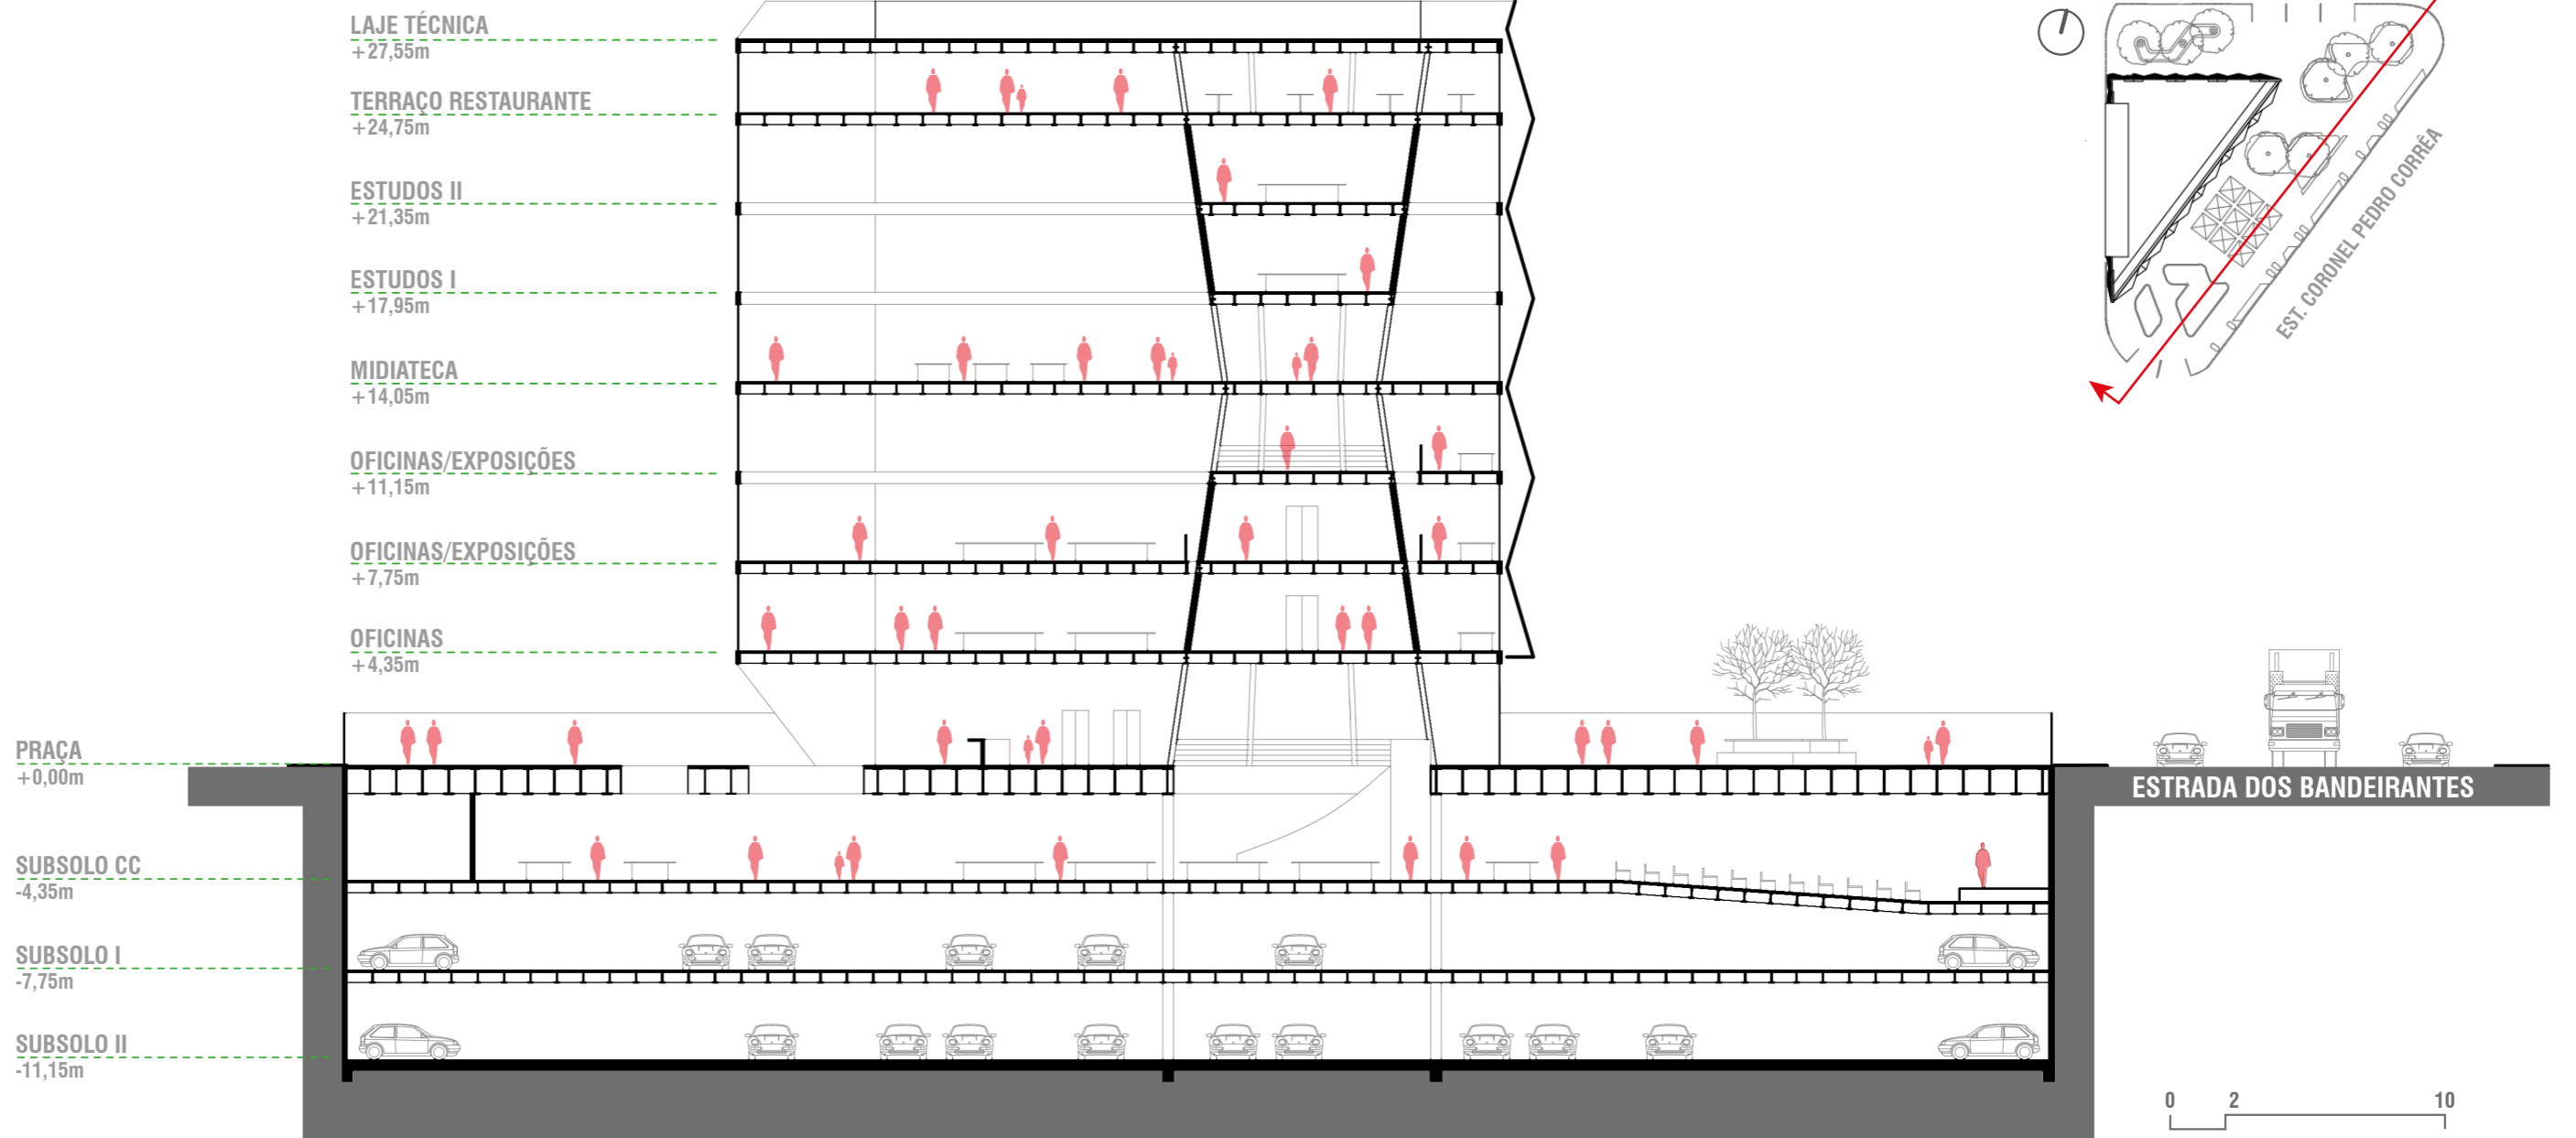 LAJE TÉCNICA
+27,55m
TERRAÇO RESTAURANTE
+24,75m
ESTUDOS II
+21,35m
ESTUDOS I
+17,95m
MIDIATECA
+14,05m
OFICINAS/EXPOSIÇÕES
+11,15m
OFICINAS/EXPOSIÇÕES
+7,75m
OFICINAS
+4,35m
PRAÇA
+0,00m
SUBSOLO CC
-4,35m
SUBSOLO I
-7,75m
SUBSOLO II
-11,15m
EST. CORONEL PEDRO CORRÊA
ESTRADA DOS BANDEIRANTES
0 2 10